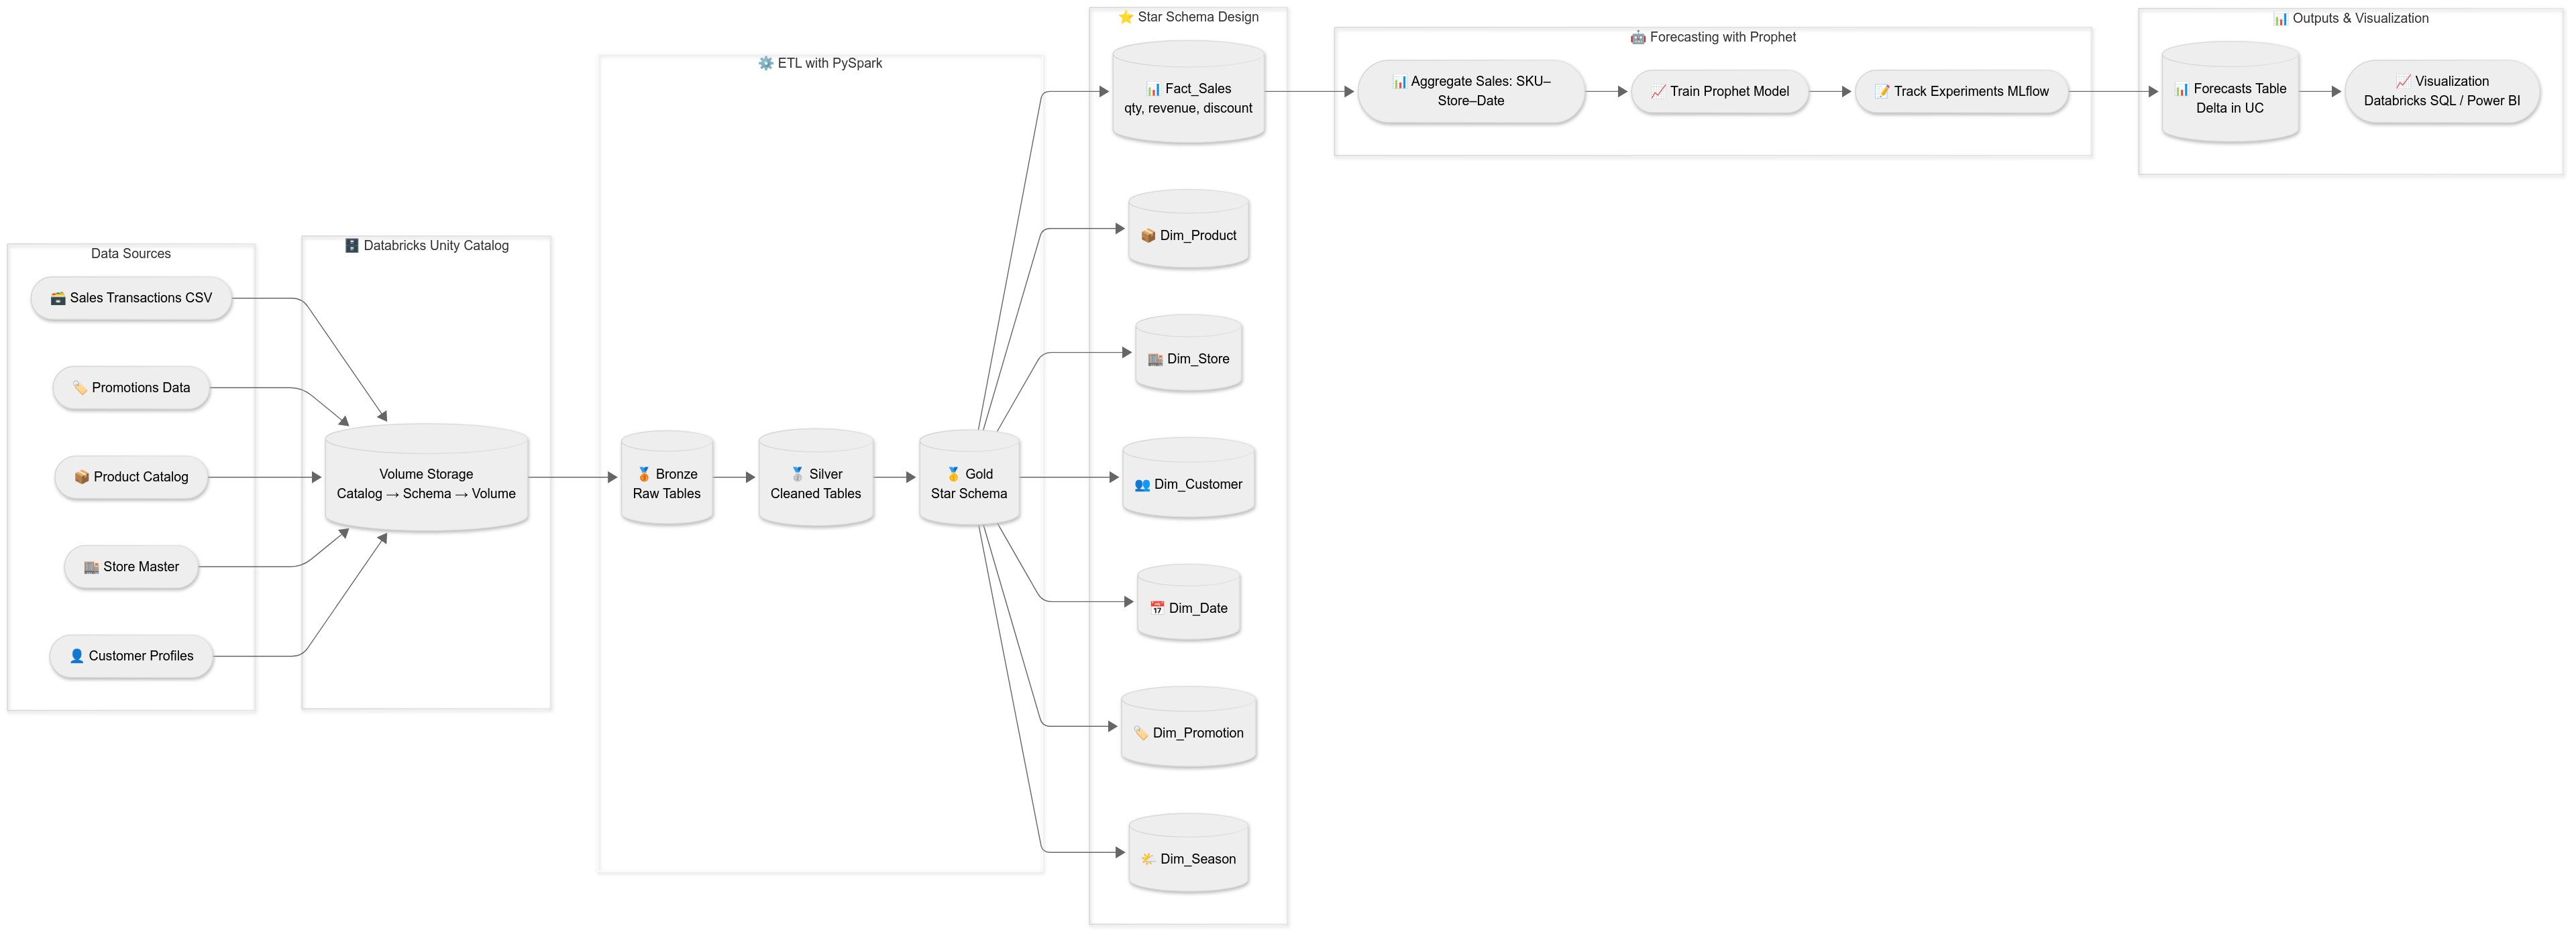 Data Sources
🗃️ Sales Transactions CSV
🏷️ Promotions Data
📦 Product Catalog
🏬 Store Master
👤 Customer Profiles
🗄️ Databricks Unity Catalog
Volume Storage
Catalog → Schema → Volume
⚙️ ETL with PySpark
🥉 Bronze
Raw Tables
🥈 Silver
Cleaned Tables
🥇 Gold
Star Schema
⭐ Star Schema Design
📊 Fact_Sales
qty, revenue, discount
📦 Dim_Product
🏬 Dim_Store
👥 Dim_Customer
📅 Dim_Date
🏷️ Dim_Promotion
🌤️ Dim_Season
🤖 Forecasting with Prophet
📊 Aggregate Sales: SKU–
Store–Date
📈 Train Prophet Model
📝 Track Experiments MLflow
📊 Outputs & Visualization
📊 Forecasts Table
Delta in UC
📈 Visualization
Databricks SQL / Power BI